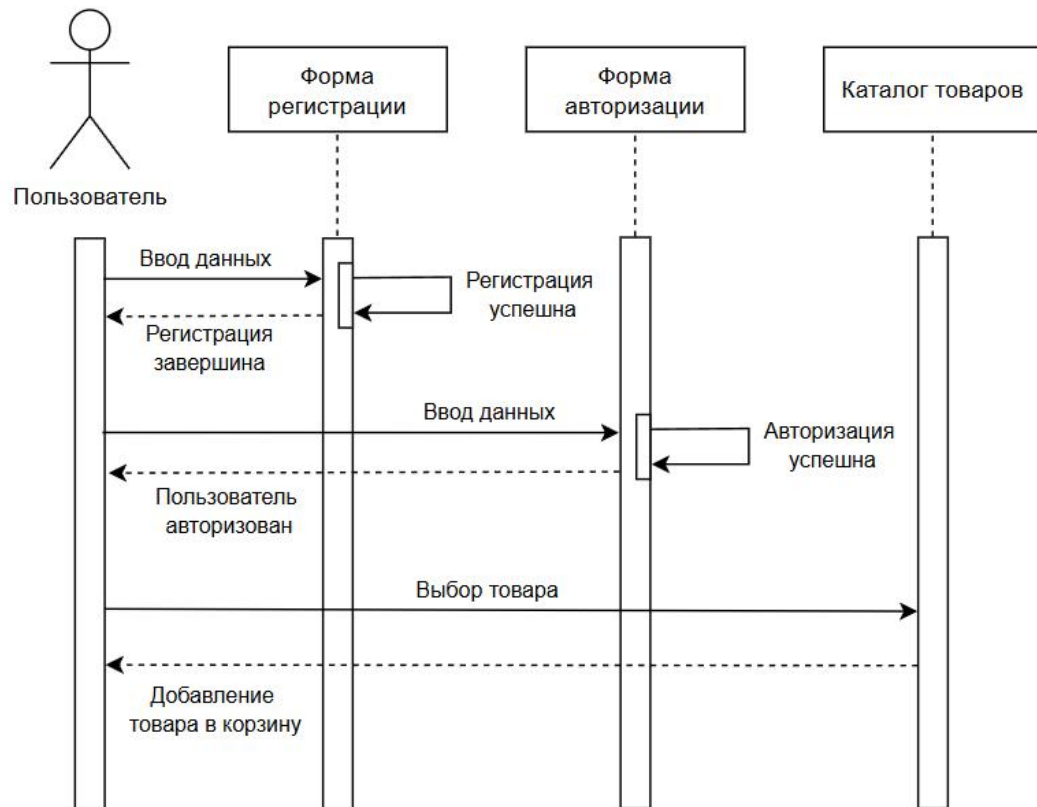 Форма
регистрации
Форма
авторизации
Каталог товаров
Пользователь
Ввод данных
Регистрация
успешна
Регистрация
завершина
Ввод данных
Авторизация
успешна
Пользователь
авторизован
Выбор товара
Добавление
товара в корзину